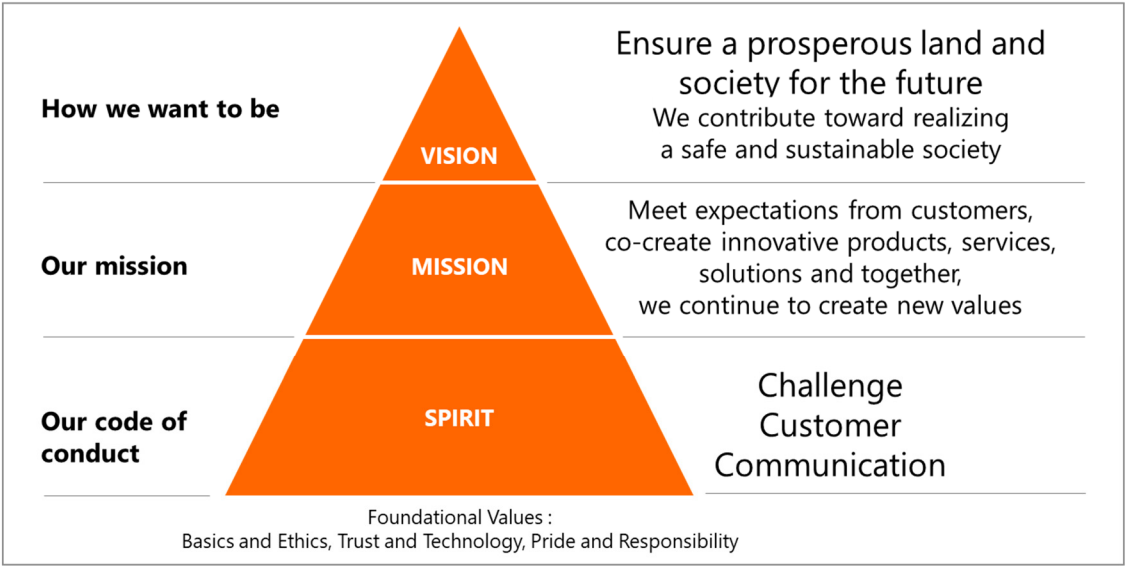 How we want to be
VISION
Ensure a prosperous land and
society for the future
We contribute toward realizing
a safe and sustainable society
Our mission
MISSION
Meet expectations from customers,
co-create innovative products, services,
solutions and together,
we continue to create new values
Our code of
conduct
SPIRIT
Challenge
Customer
Communication
Foundational Values :
Basics and Ethics, Trust and Technology, Pride and Responsibility